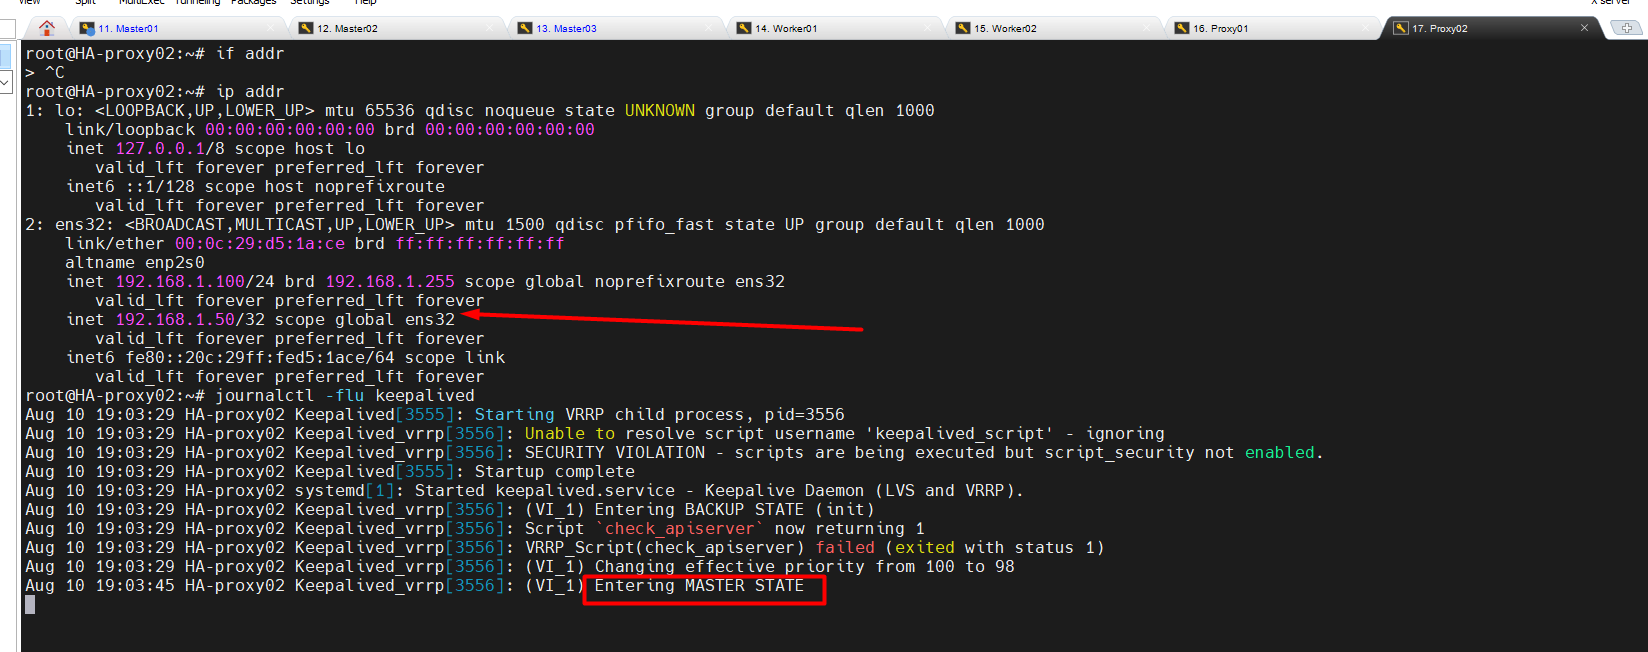 View Split MultiExec Tunneling Packages Settings Help X server
11. Master01 12. Master02 13. Master03 14. Worker01 15. Worker02 16. Proxy01 17. Proxy02
root@HA-proxy02:~# if addr
> ^C
root@HA-proxy02:~# ip addr
1: lo: <LOOPBACK,UP,LOWER_UP> mtu 65536 qdisc noqueue state UNKNOWN group default qlen 1000
    link/loopback 00:00:00:00:00:00 brd 00:00:00:00:00:00
    inet 127.0.0.1/8 scope host lo
       valid_lft forever preferred_lft forever
    inet6 ::1/128 scope host noprefixroute
       valid_lft forever preferred_lft forever
2: ens32: <BROADCAST,MULTICAST,UP,LOWER_UP> mtu 1500 qdisc pfifo_fast state UP group default qlen 1000
    link/ether 00:0c:29:d5:1a:ce brd ff:ff:ff:ff:ff:ff
    altname enp2s0
    inet 192.168.1.100/24 brd 192.168.1.255 scope global noprefixroute ens32
       valid_lft forever preferred_lft forever
    inet 192.168.1.50/32 scope global ens32
       valid_lft forever preferred_lft forever
    inet6 fe80::20c:29ff:fed5:1ace/64 scope link
       valid_lft forever preferred_lft forever
root@HA-proxy02:~# journalctl -flu keepalived
Aug 10 19:03:29 HA-proxy02 Keepalived[3555]: Starting VRRP child process, pid=3556
Aug 10 19:03:29 HA-proxy02 Keepalived_vrrp[3556]: Unable to resolve script username 'keepalived_script' - ignoring
Aug 10 19:03:29 HA-proxy02 Keepalived_vrrp[3556]: SECURITY VIOLATION - scripts are being executed but script_security not enabled.
Aug 10 19:03:29 HA-proxy02 Keepalived[3555]: Startup complete
Aug 10 19:03:29 HA-proxy02 systemd[1]: Started keepalived.service - Keepalive Daemon (LVS and VRRP).
Aug 10 19:03:29 HA-proxy02 Keepalived_vrrp[3556]: (VI_1) Entering BACKUP STATE (init)
Aug 10 19:03:29 HA-proxy02 Keepalived_vrrp[3556]: Script `check_apiserver` now returning 1
Aug 10 19:03:29 HA-proxy02 Keepalived_vrrp[3556]: VRRP_Script(check_apiserver) failed (exited with status 1)
Aug 10 19:03:29 HA-proxy02 Keepalived_vrrp[3556]: (VI_1) Changing effective priority from 100 to 98
Aug 10 19:03:45 HA-proxy02 Keepalived_vrrp[3556]: (VI_1) Entering MASTER STATE